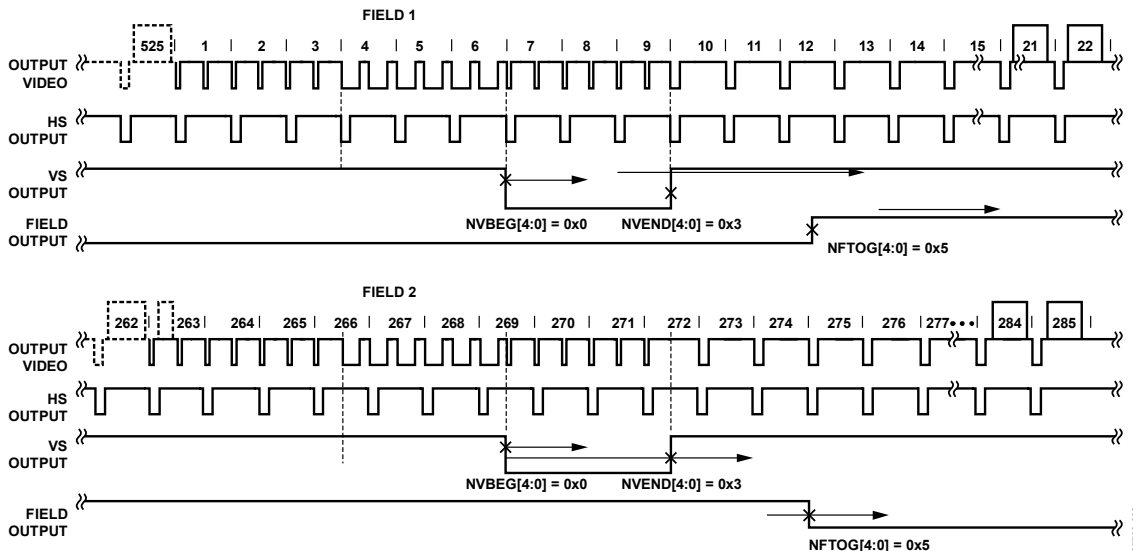 FIELD 1
525 1 2 3 4 5 6 7 8 9 10 11 12 13 14 15 21 22
OUTPUT
VIDEO
HS
OUTPUT
VS
OUTPUT
NVBEG[4:0] = 0x0 NVEND[4:0] = 0x3
FIELD
OUTPUT
NFTOG[4:0] = 0x5
FIELD 2
262 263 264 265 266 267 268 269 270 271 272 273 274 275 276 277••• 284 285
OUTPUT
VIDEO
HS
OUTPUT
VS
OUTPUT
NVBEG[4:0] = 0x0 NVEND[4:0] = 0x3
FIELD
OUTPUT
NFTOG[4:0] = 0x5